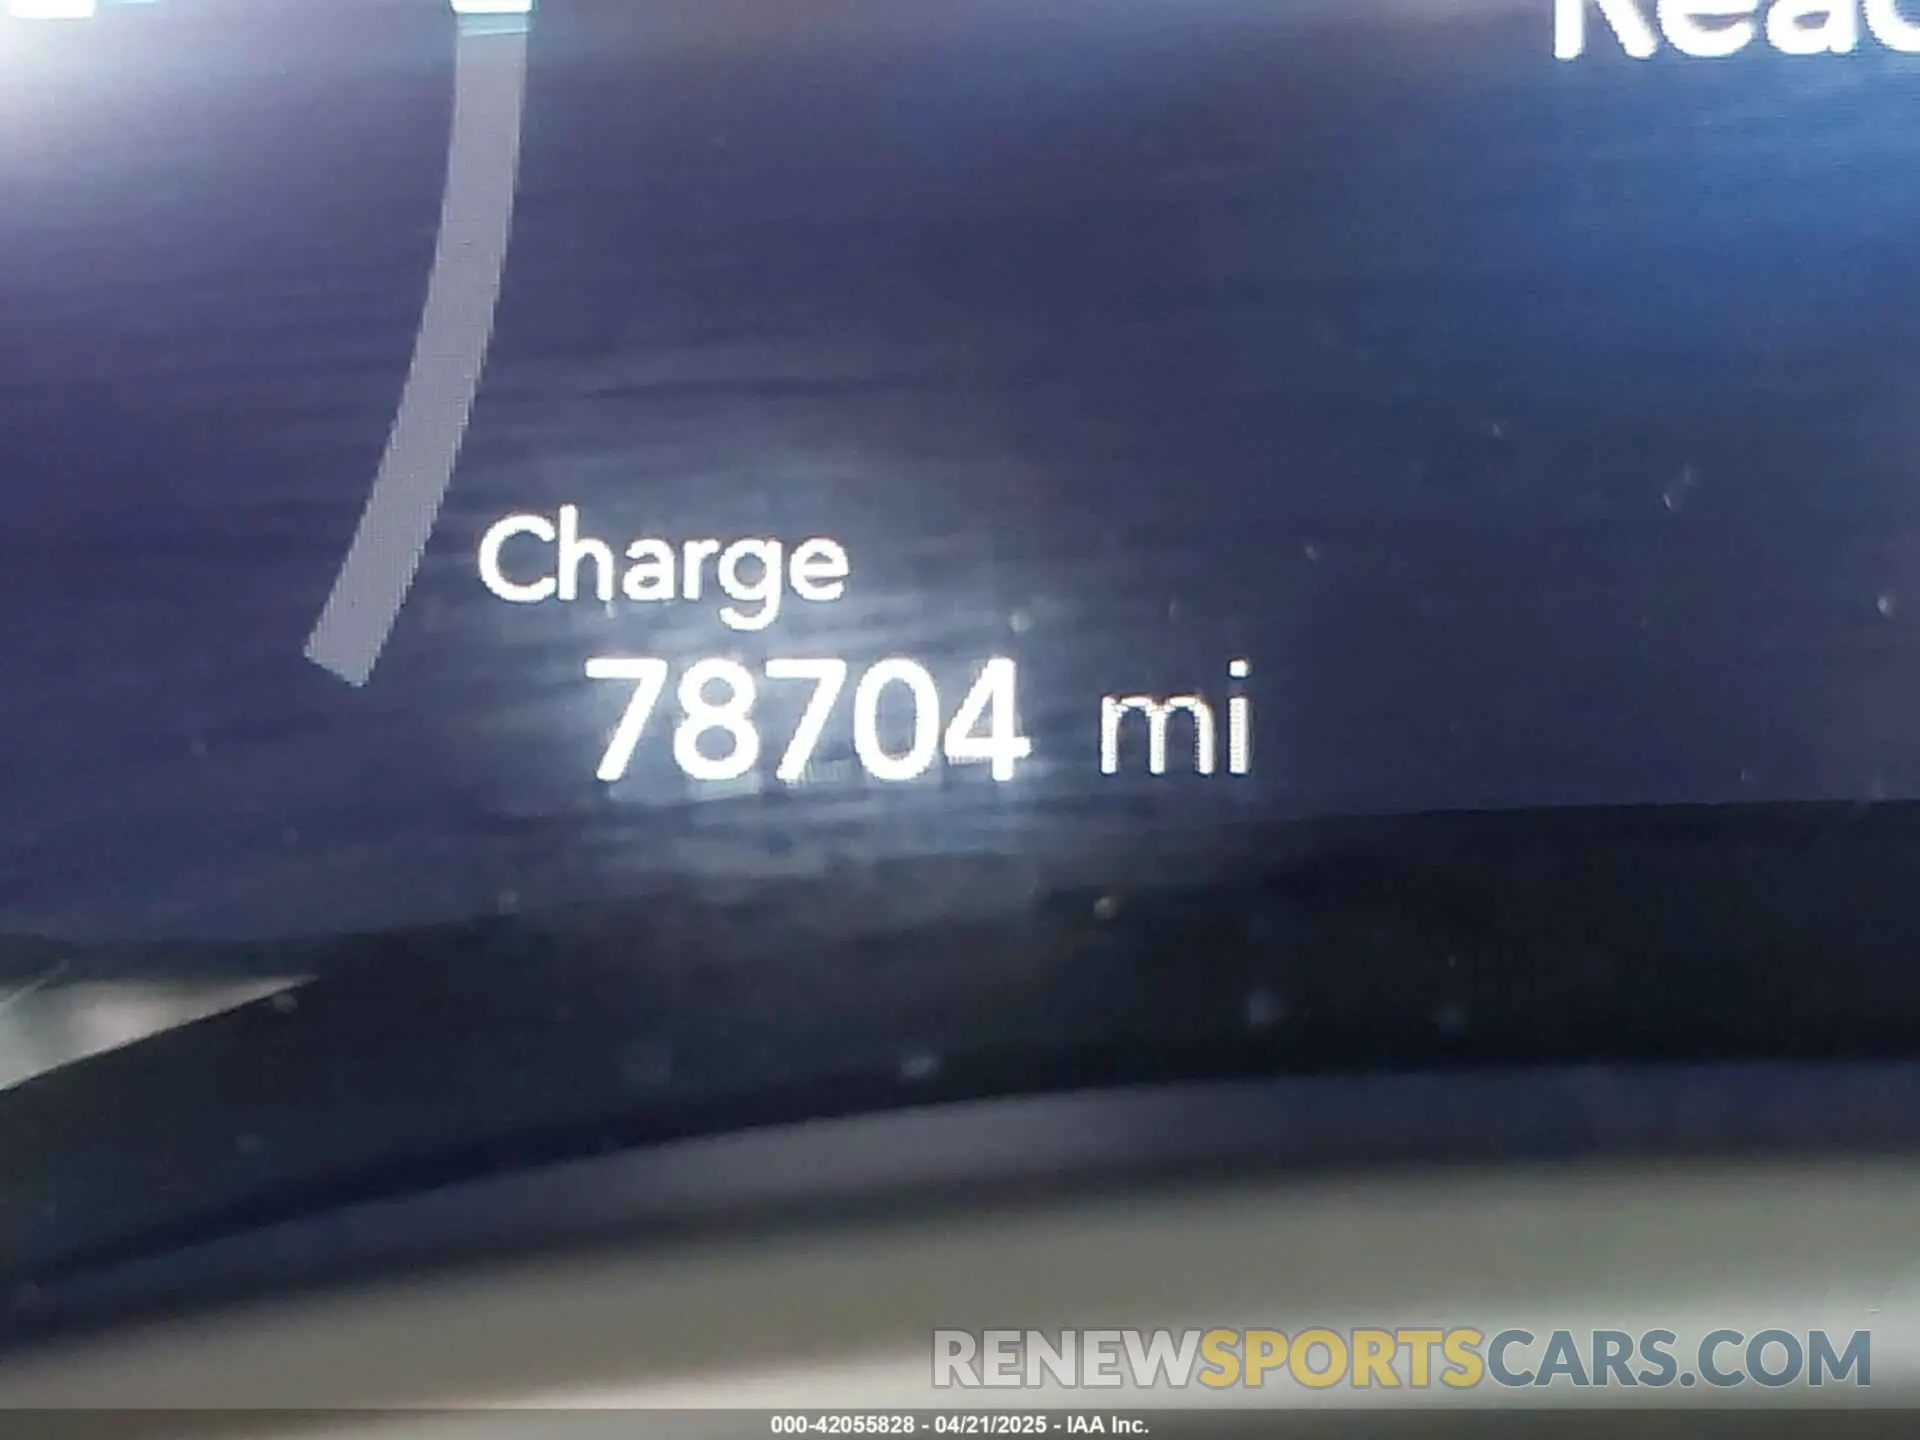 Charge
78704 mi
RENEWSPORTSCARS.COM
000-42055828 - 04/21/2025 - IAA Inc.